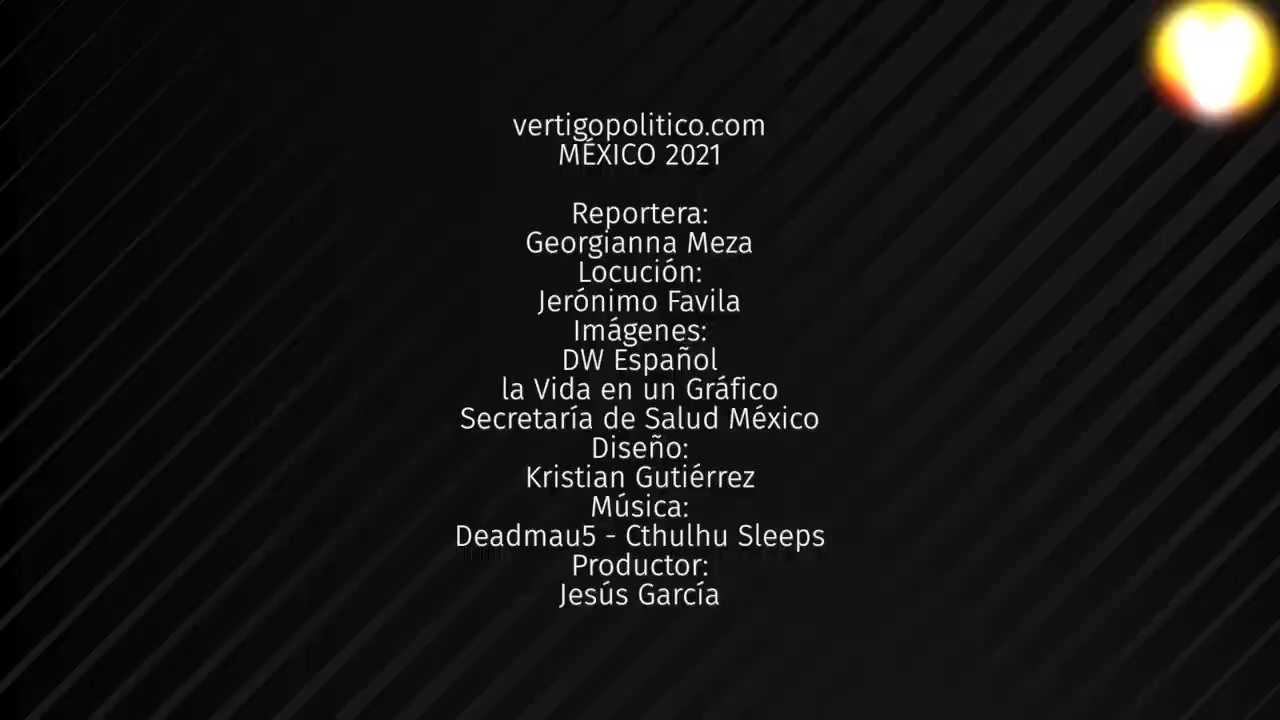 vertigopolitico.com
MÉXICO 2021
Reportera:
Georgianna Meza
Locución:
Jerónimo Favila
Imágenes:
DW Español
la Vida en un Gráfico
Secretaría de Salud México
Diseño:
Kristian Gutiérrez
Música:
Deadmau5 - Cthulhu Sleeps
Productor:
Jesús García